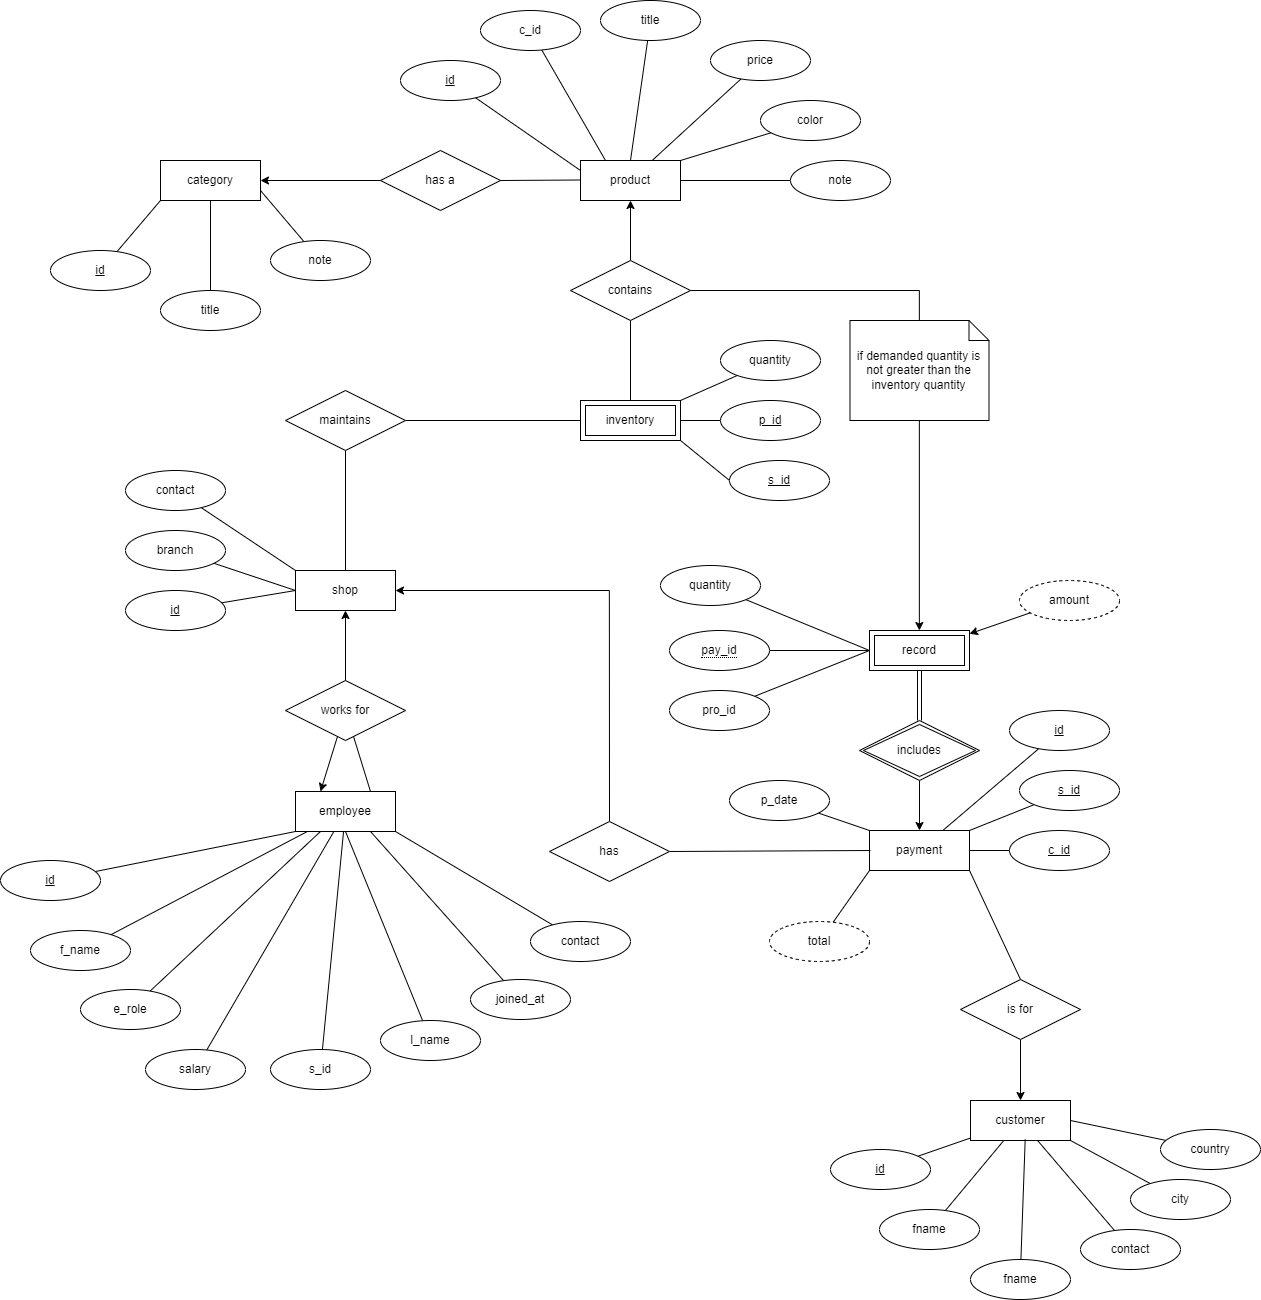 title
c_id
price
id
color
category
has a
product
note
note
id
title
contains
quantity
if demanded quantity is
not greater than the
inventory quantity
maintains
inventory
p_id
s_id
contact
branch
shop
id
quantity
amount
pay_id
record
pro_id
works for
includes
id
p_date
s_id
employee
has
payment
c_id
id
f_name
contact
total
e_role
joined_at
l_name
salary
s_id
is for
customer
country
id
city
fname
contact
fname